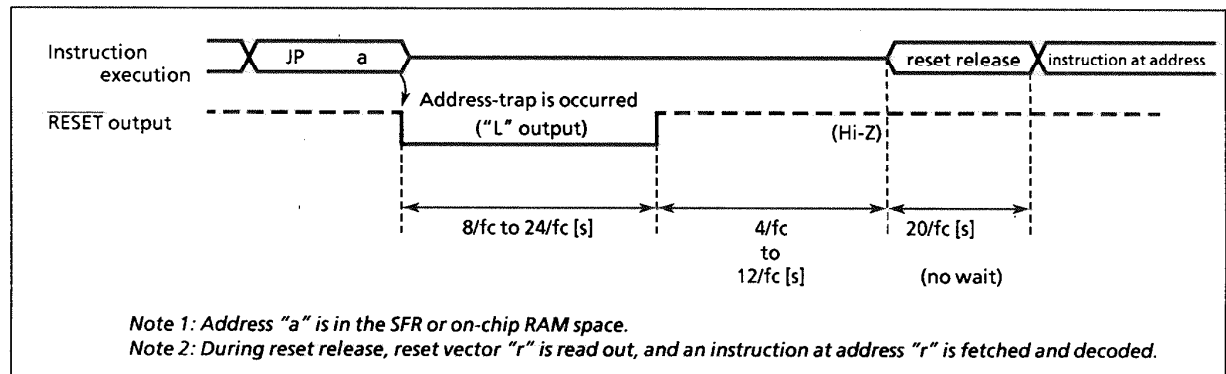 Instruction
execution
JP a
reset release
instruction at address
RESET output
Address-trap is occurred
("L" output)
(Hi-Z)
8/fc to 24/fc [s]
4/fc
to
12/fc [s]
20/fc [s]
(no wait)
Note 1: Address "a" is in the SFR or on-chip RAM space.
Note 2: During reset release, reset vector "r" is read out, and an instruction at address "r" is fetched and decoded.